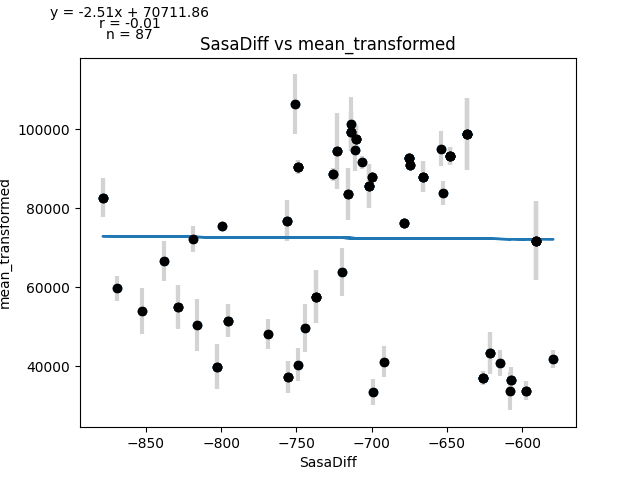 y = -2.51x + 70711.86
r = -0.01
n = 87
SasaDiff vs mean_transformed
mean_transformed
100000
80000
60000
40000
−850
−800
−750
−700
−650
−600
SasaDiff